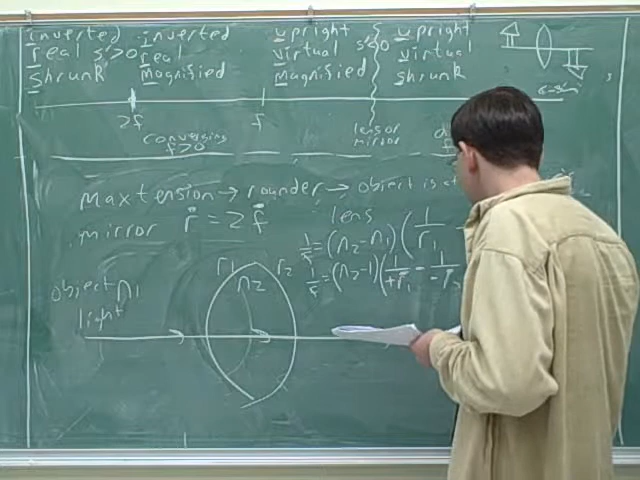 inverted inverted upright upright
real s'>0 real virtual s'<0 virtual
shrunk magnified magnified shrunk
2f f
converging
f>0
lens or
mirror
max tension → rounder → object is
mirror r = 2f lens
1/f = (n2-n1)(1/r1 -
1/f = (n2-1)(1/+r1 - 1/-r2
r1 r2
n2
object n1
light